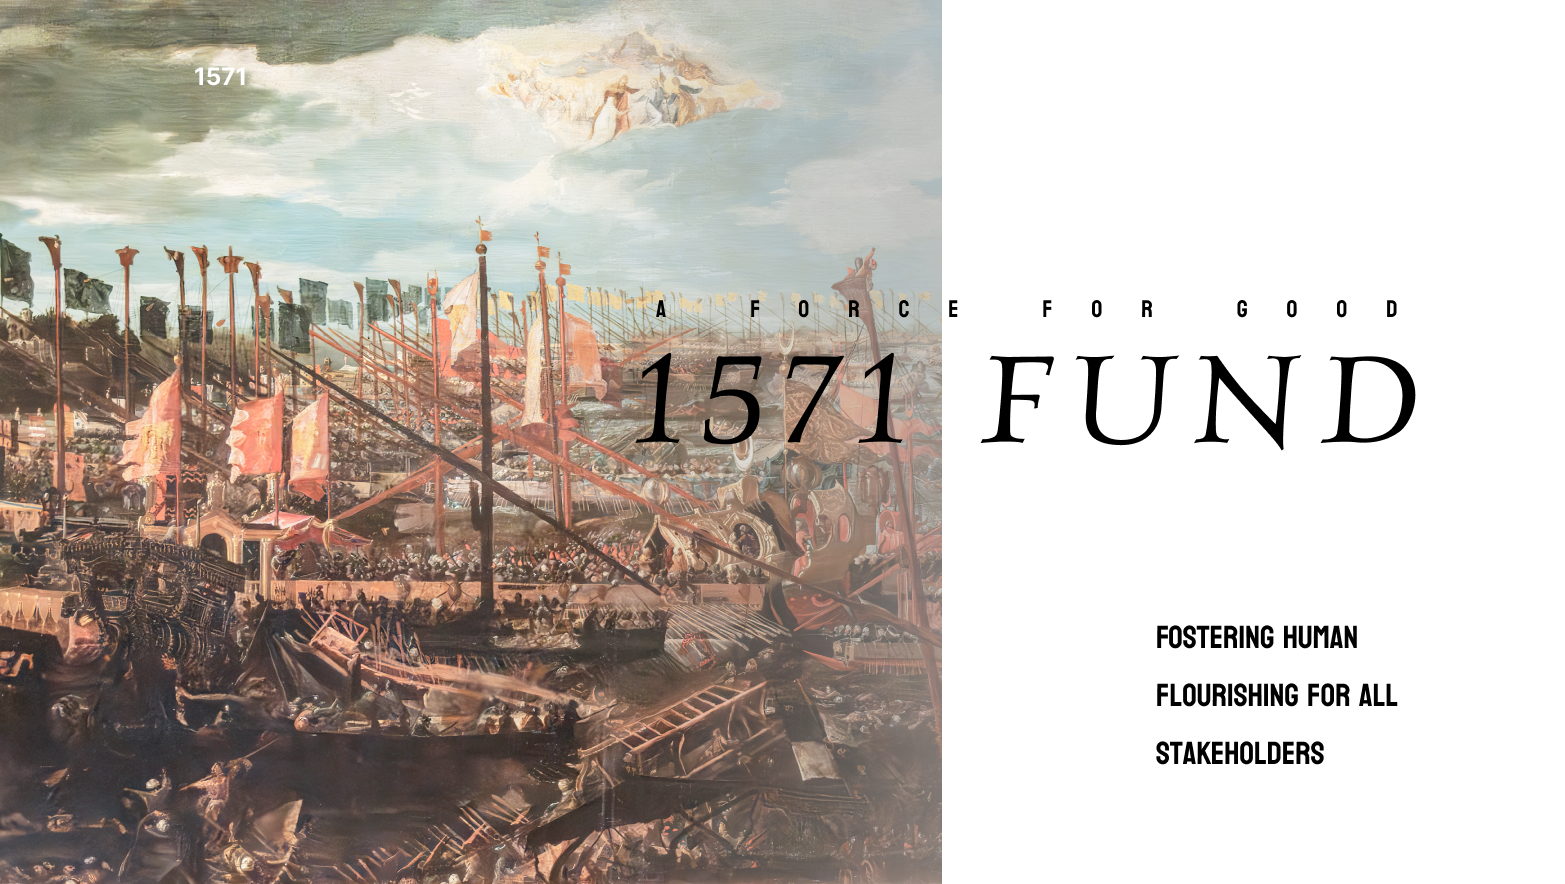 1571
A FORCE FOR GOOD
1571 FUND
FOSTERING HUMAN
FLOURISHING FOR ALL
STAKEHOLDERS